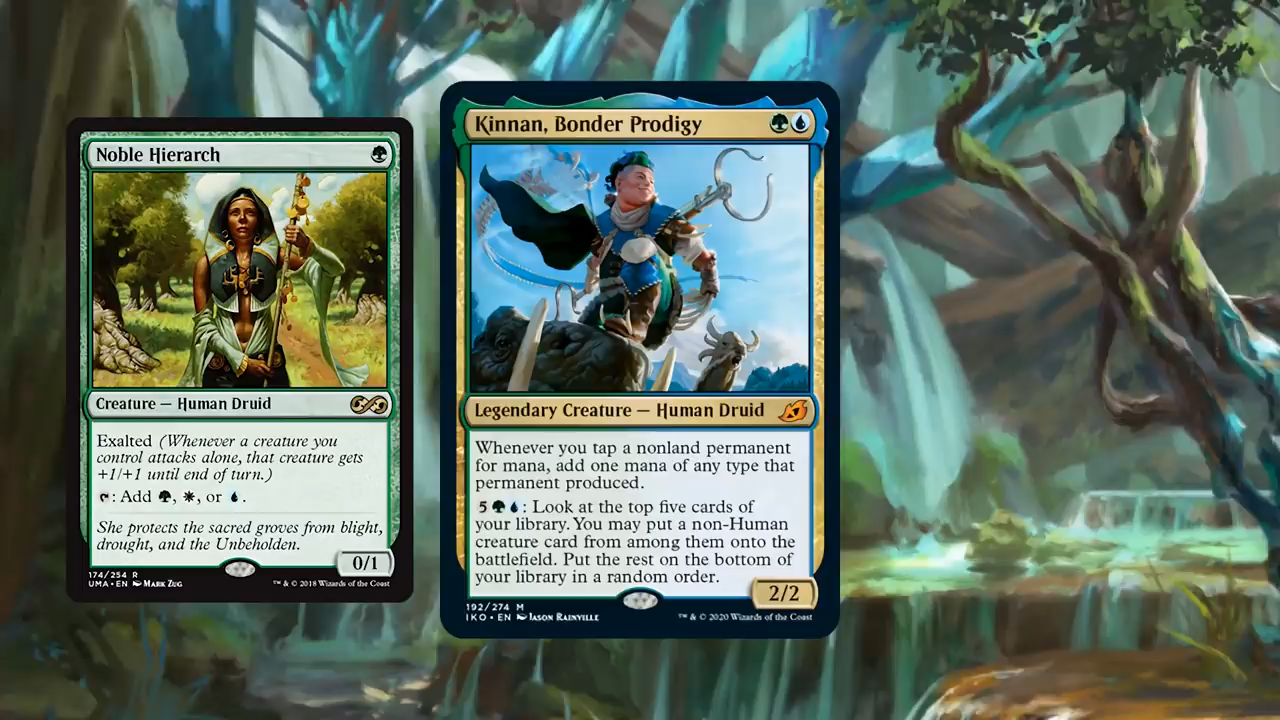 Noble Hierarch
Creature — Human Druid
Exalted (Whenever a creature you
control attacks alone, that creature gets
+1/+1 until end of turn.)
: Add , , or .
She protects the sacred groves from blight,
drought, and the Unbeholden.
0/1
174/254 R
UMA • EN Mark Zug
™ & © 2018 Wizards of the Coast
Kinnan, Bonder Prodigy
Legendary Creature — Human Druid
Whenever you tap a nonland permanent
for mana, add one mana of any type that
permanent produced.
5 : Look at the top five cards of
your library. You may put a non-Human
creature card from among them onto the
battlefield. Put the rest on the bottom of
your library in a random order.
2/2
192/274 M
IKO • EN Jason Rainville
™ & © 2020 Wizards of the Coast